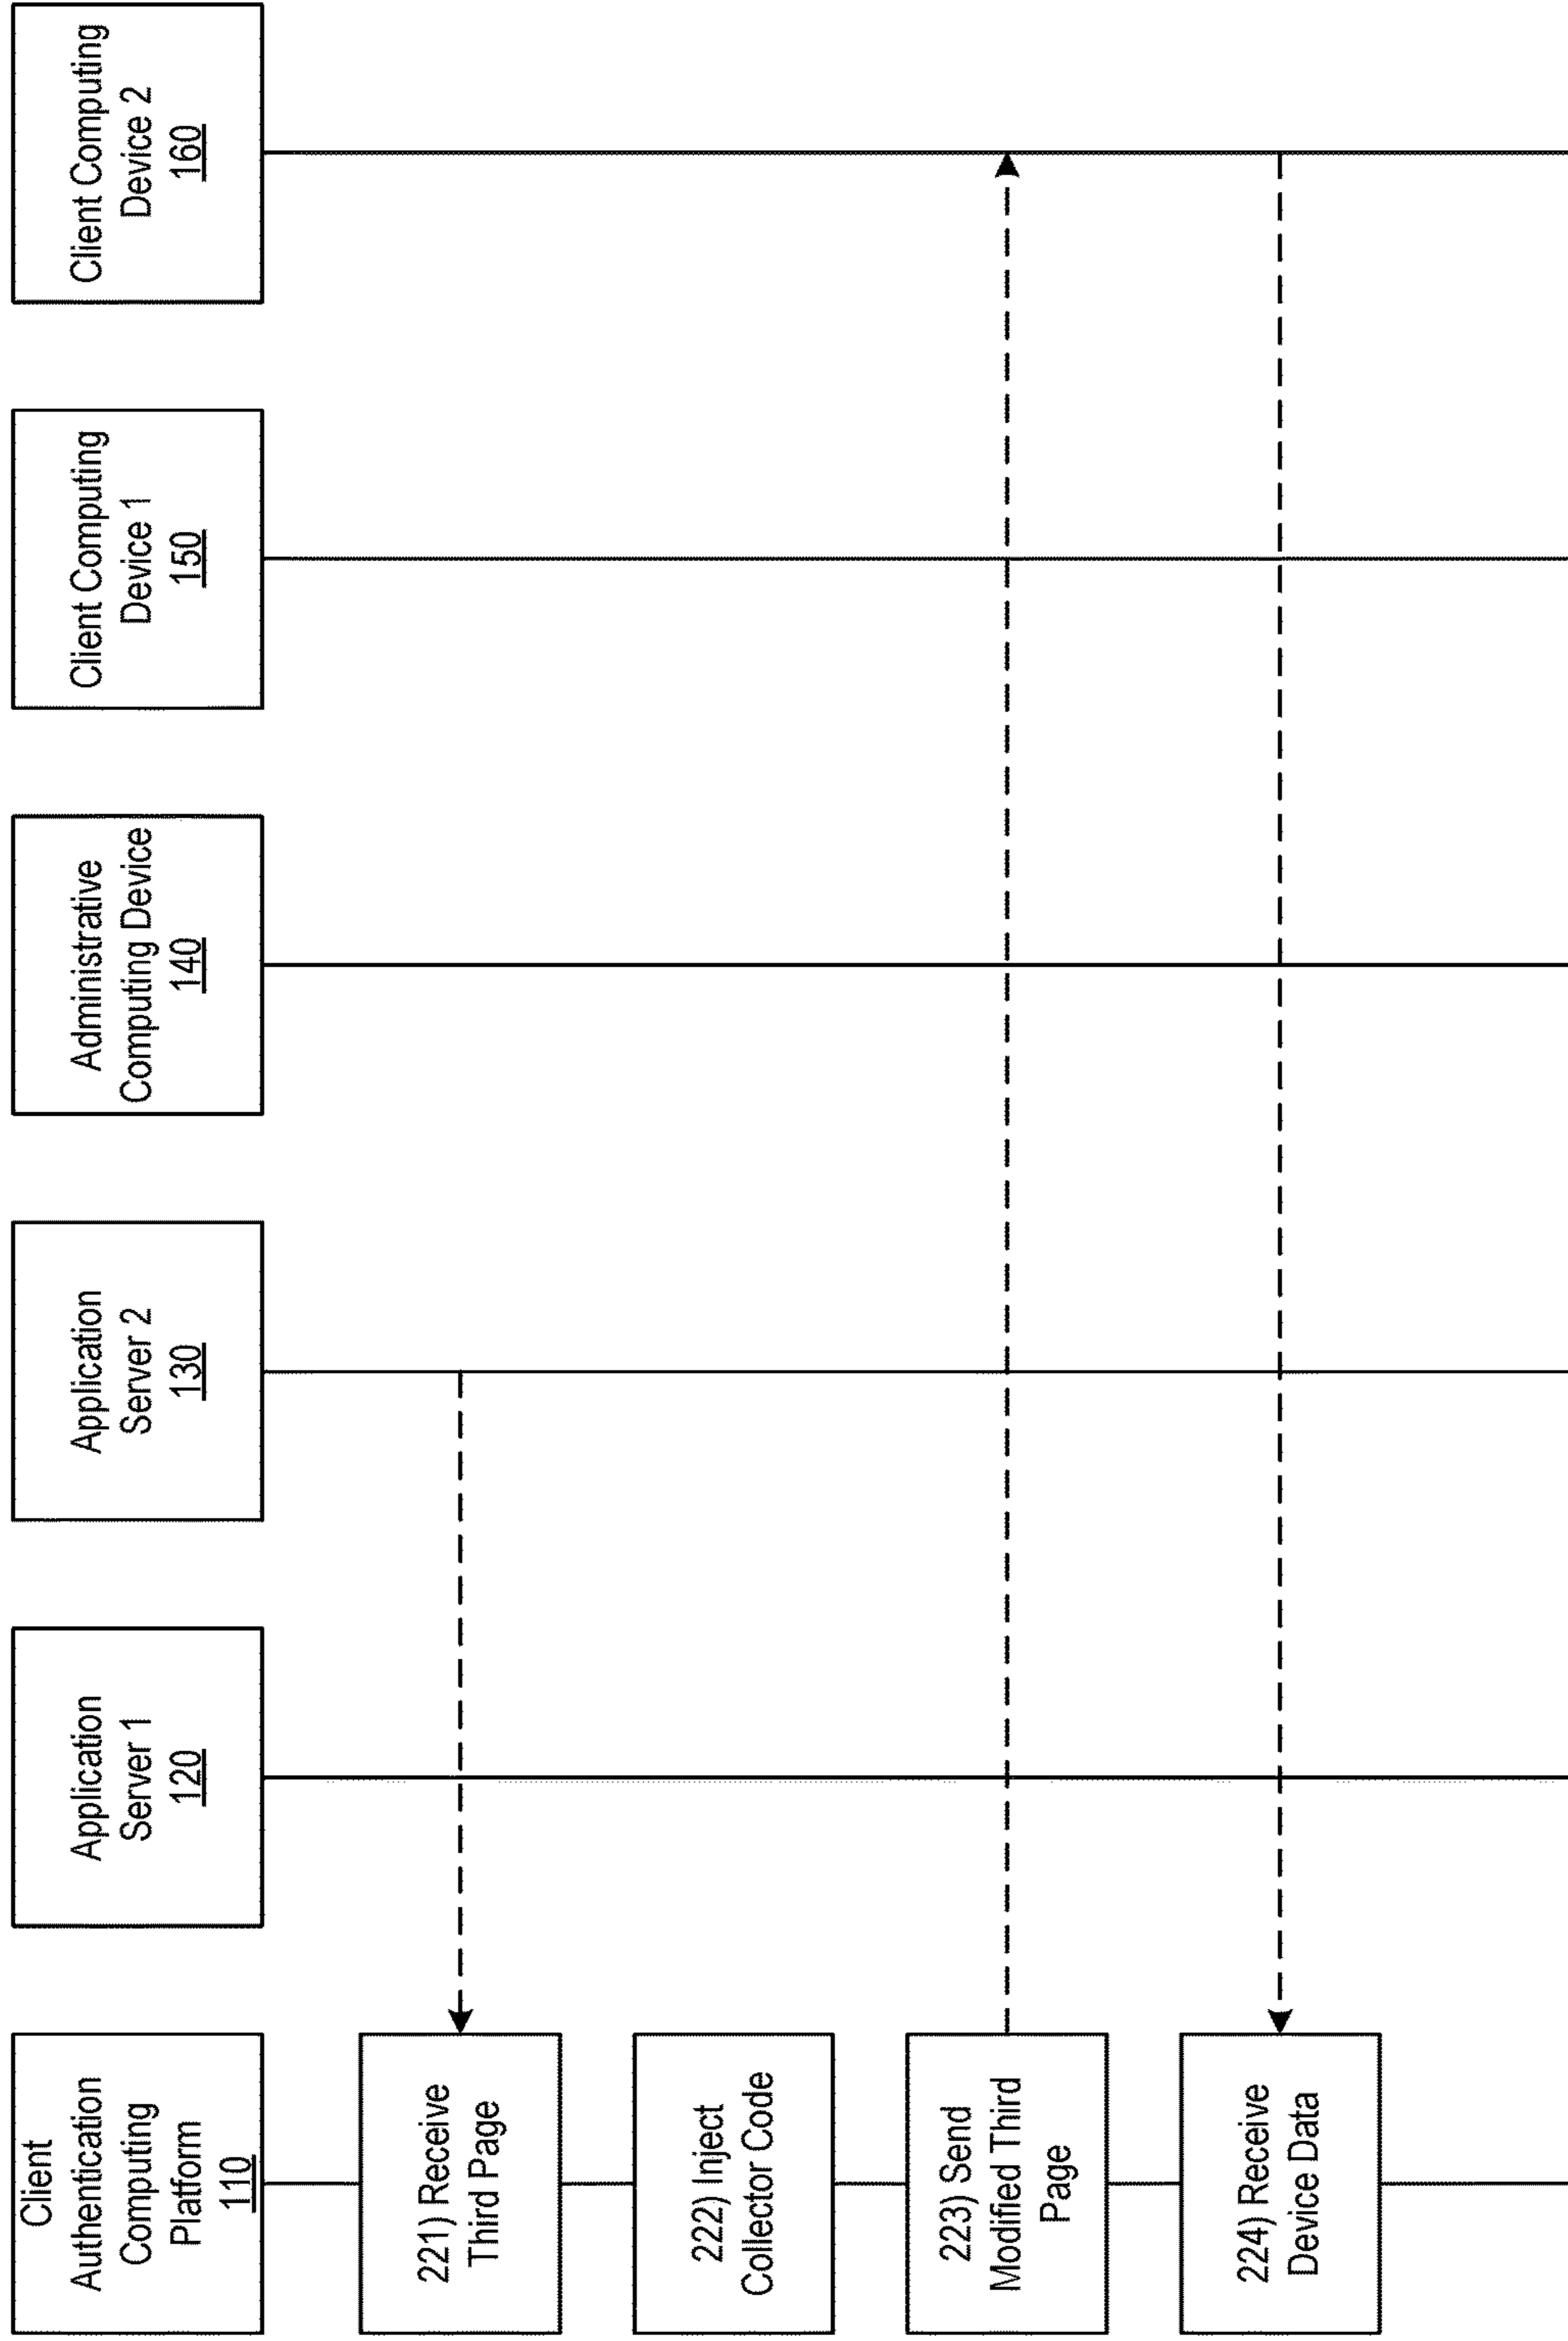 Client
Authentication
Computing
Platform
110
Application
Server 1
120
Application
Server 2
130
Administrative
Computing Device
140
Client Computing
Device 1
150
Client Computing
Device 2
160
221) Receive
Third Page
222) Inject
Collector Code
223) Send
Modified Third
Page
224) Receive
Device Data